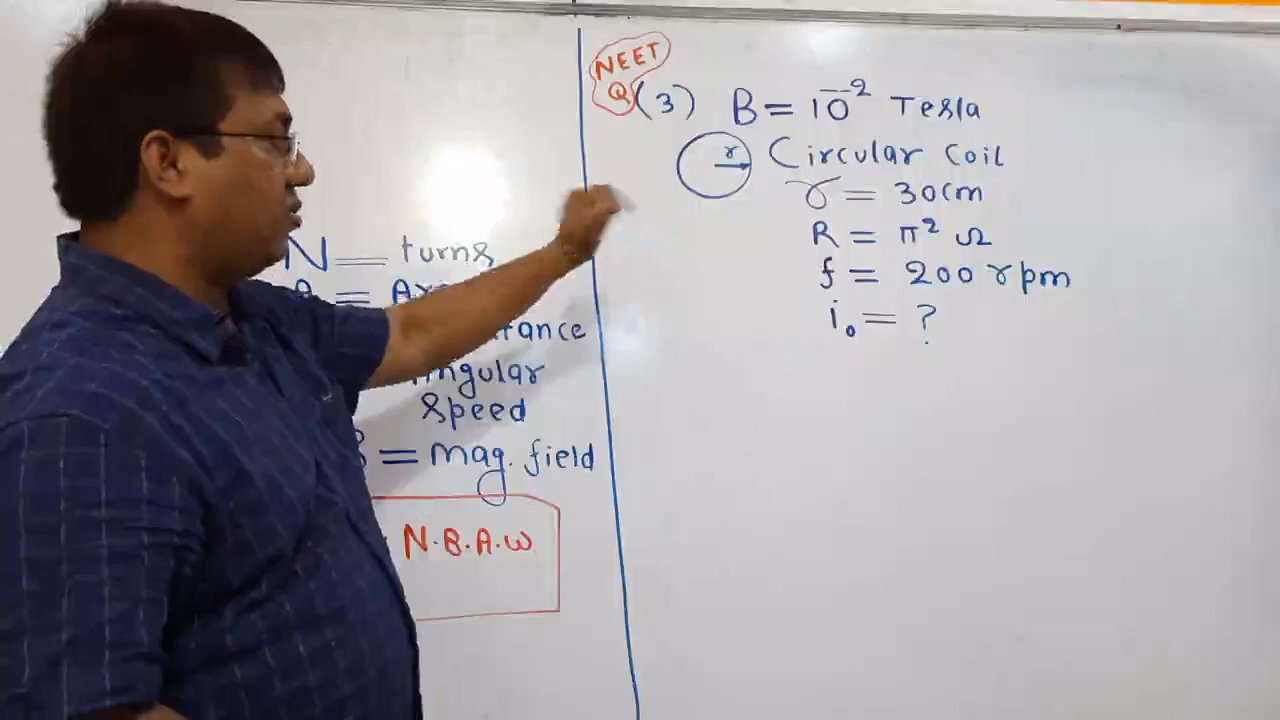 N = turns
A =
tance
ngular
speed
= mag. field
N.B.A.ω
NEET
Q (3) B = 10⁻² Tesla
r Circular coil
r = 30cm
R = π² Ω
f = 200 rpm
i₀ = ?